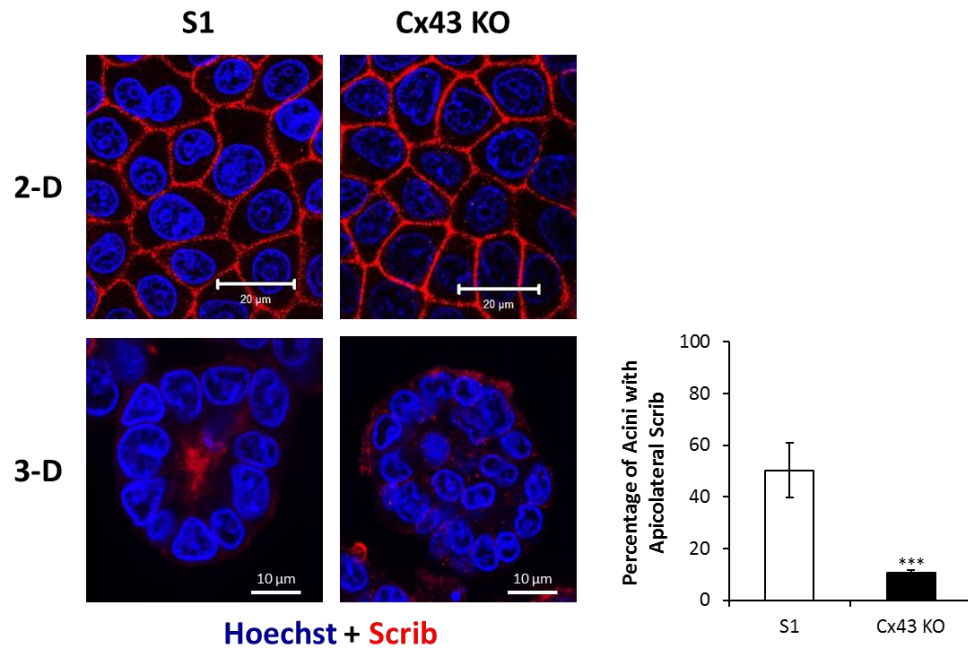 S1
Cx43 KO
2-D
20 µm
20 µm
3-D
10 µm
10 µm
Hoechst + Scrib
Percentage of Acini with
Apicolateral Scrib
100
80
60
40
20
0
***
S1
Cx43 KO